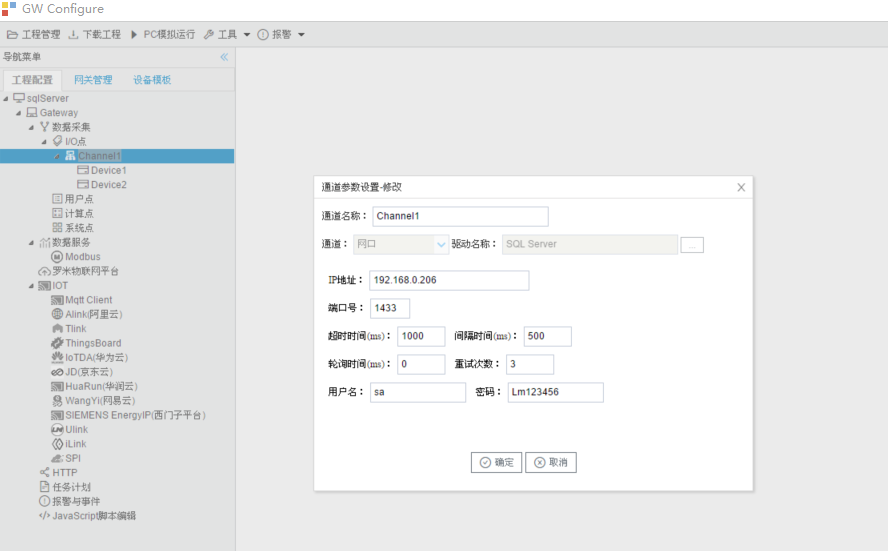 GW Configure
工程管理 下载工程 PC模拟运行 工具 报警
导航菜单
工程配置 网关管理 设备模板
sqlServer
Gateway
数据采集
I/O点
Channel1
Device1
Device2
用户点
计算点
系统点
数据服务
Modbus
罗米物联网平台
IOT
Mqtt Client
Alink(阿里云)
Tlink
ThingsBoard
IoTDA(华为云)
JD(京东云)
HuaRun(华润云)
WangYi(网易云)
SIEMENS EnergyIP(西门子平台)
Ulink
iLink
SPI
HTTP
任务计划
报警与事件
JavaScript脚本编辑
通道参数设置-修改
通道名称： Channel1
通道： 网口 驱动名称： SQL Server ...
IP地址： 192.168.0.206
端口号： 1433
超时时间(ms)： 1000 间隔时间(ms)： 500
轮询时间(ms)： 0 重试次数： 3
用户名： sa 密码： Lm123456
确定 取消